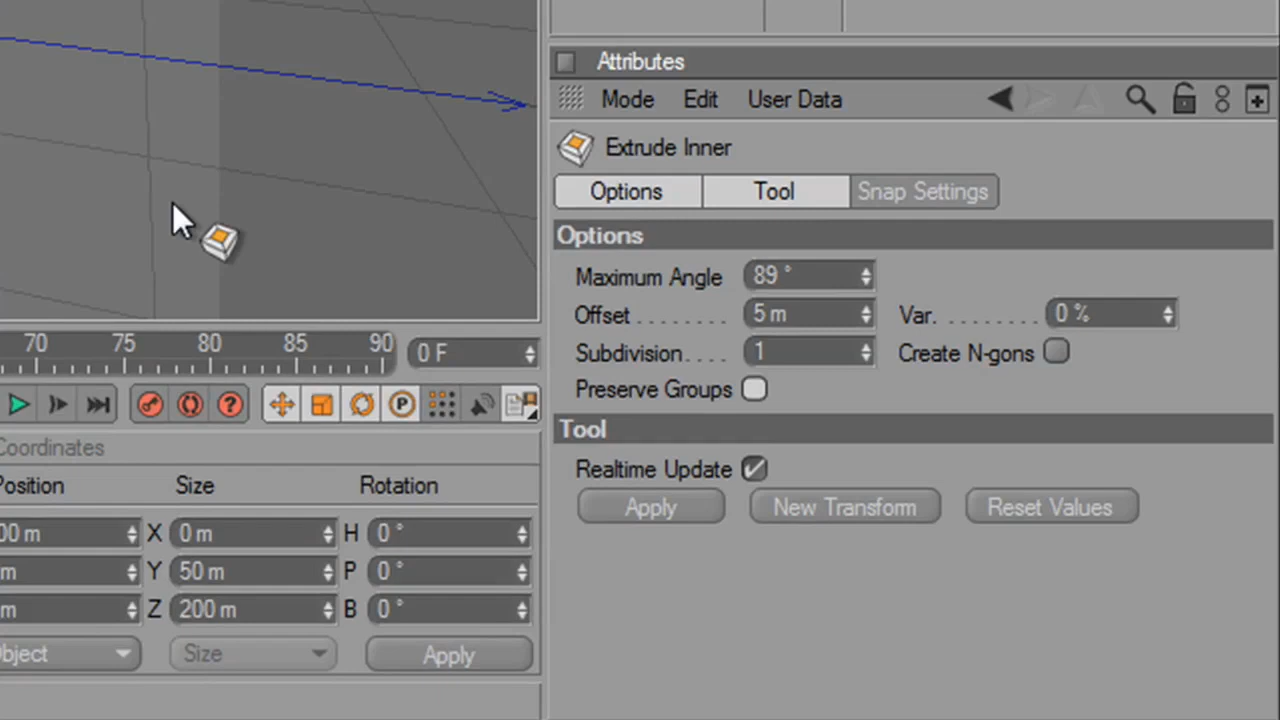 Attributes
Mode Edit User Data
Extrude Inner
Options Tool Snap Settings
Options
Maximum Angle 89 °
Offset 5 m Var. 0 %
Subdivision 1 Create N-gons
Preserve Groups
Tool
Realtime Update
Apply New Transform Reset Values
70 75 80 85 90 0 F
P
Coordinates
Position Size Rotation
00 m X 0 m H 0 °
m Y 50 m P 0 °
m Z 200 m B 0 °
Object Size Apply